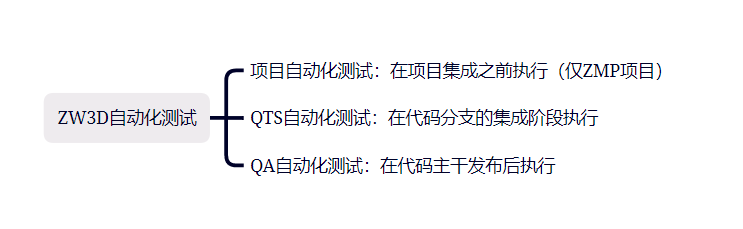 ZW3D自动化测试
项目自动化测试：在项目集成之前执行（仅ZMP项目）
QTS自动化测试：在代码分支的集成阶段执行
QA自动化测试：在代码主干发布后执行